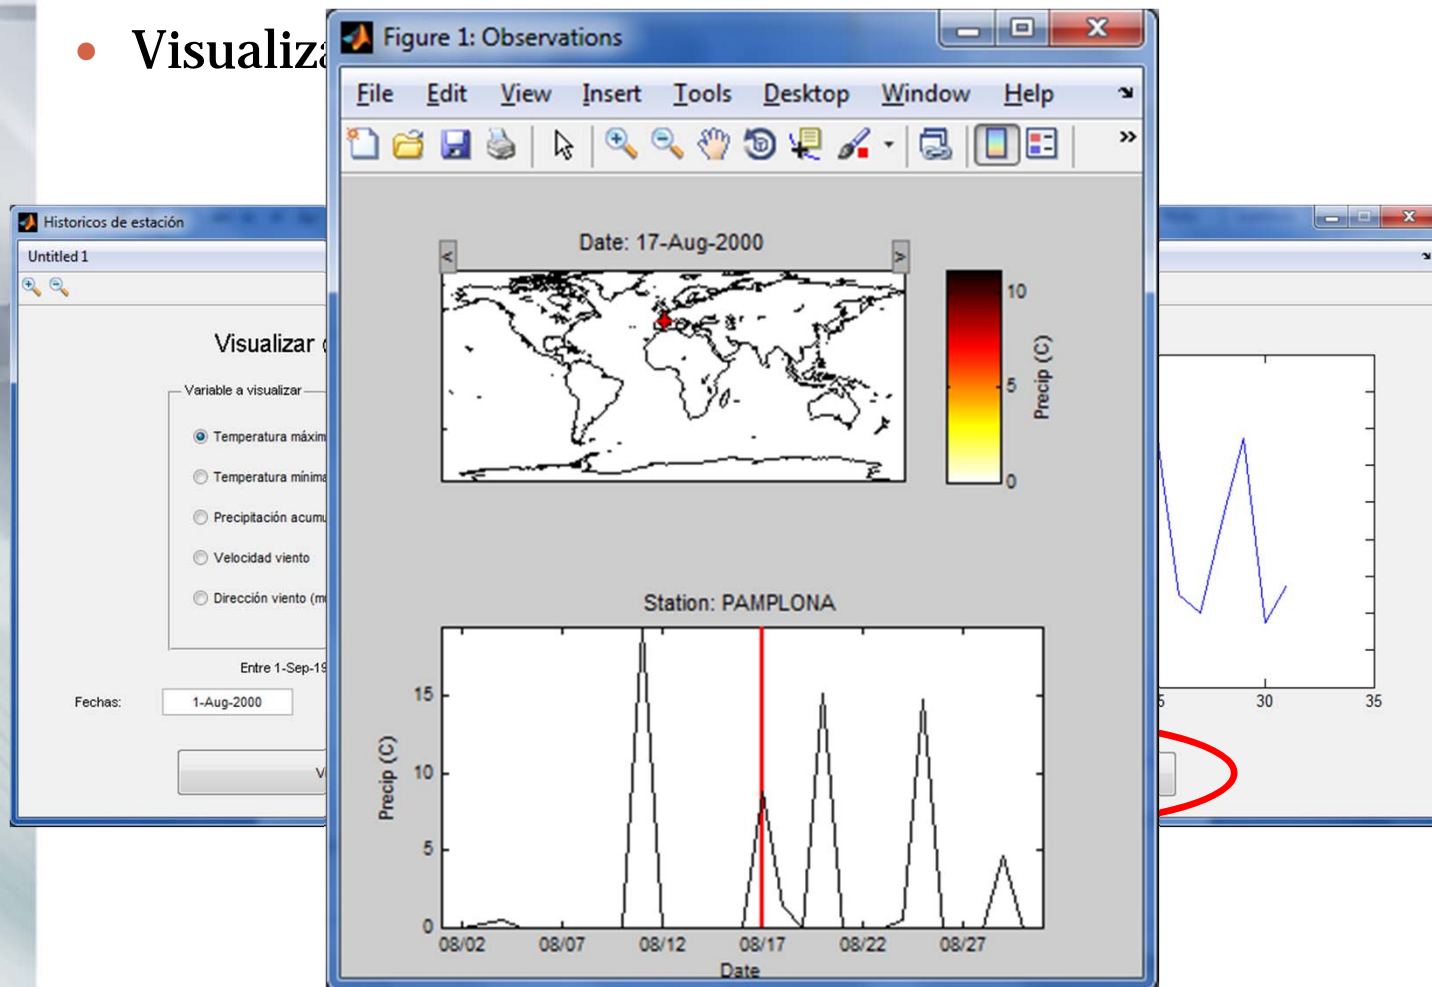 Visualiza
Figure 1: Observations
File Edit View Insert Tools Desktop Window Help
Historicos de estación
Untitled 1
Date: 17-Aug-2000
< >
10
5
0
Precip (C)
Visualizar
Variable a visualizar
Temperatura máxim
Temperatura mínima
Precipitación acumu
Velocidad viento
Dirección viento (m
Entre 1-Sep-19
Fechas: 1-Aug-2000
Vi
Station: PAMPLONA
15
10
5
0
Precip (C)
08/02 08/07 08/12 08/17 08/22 08/27
Date
30 35